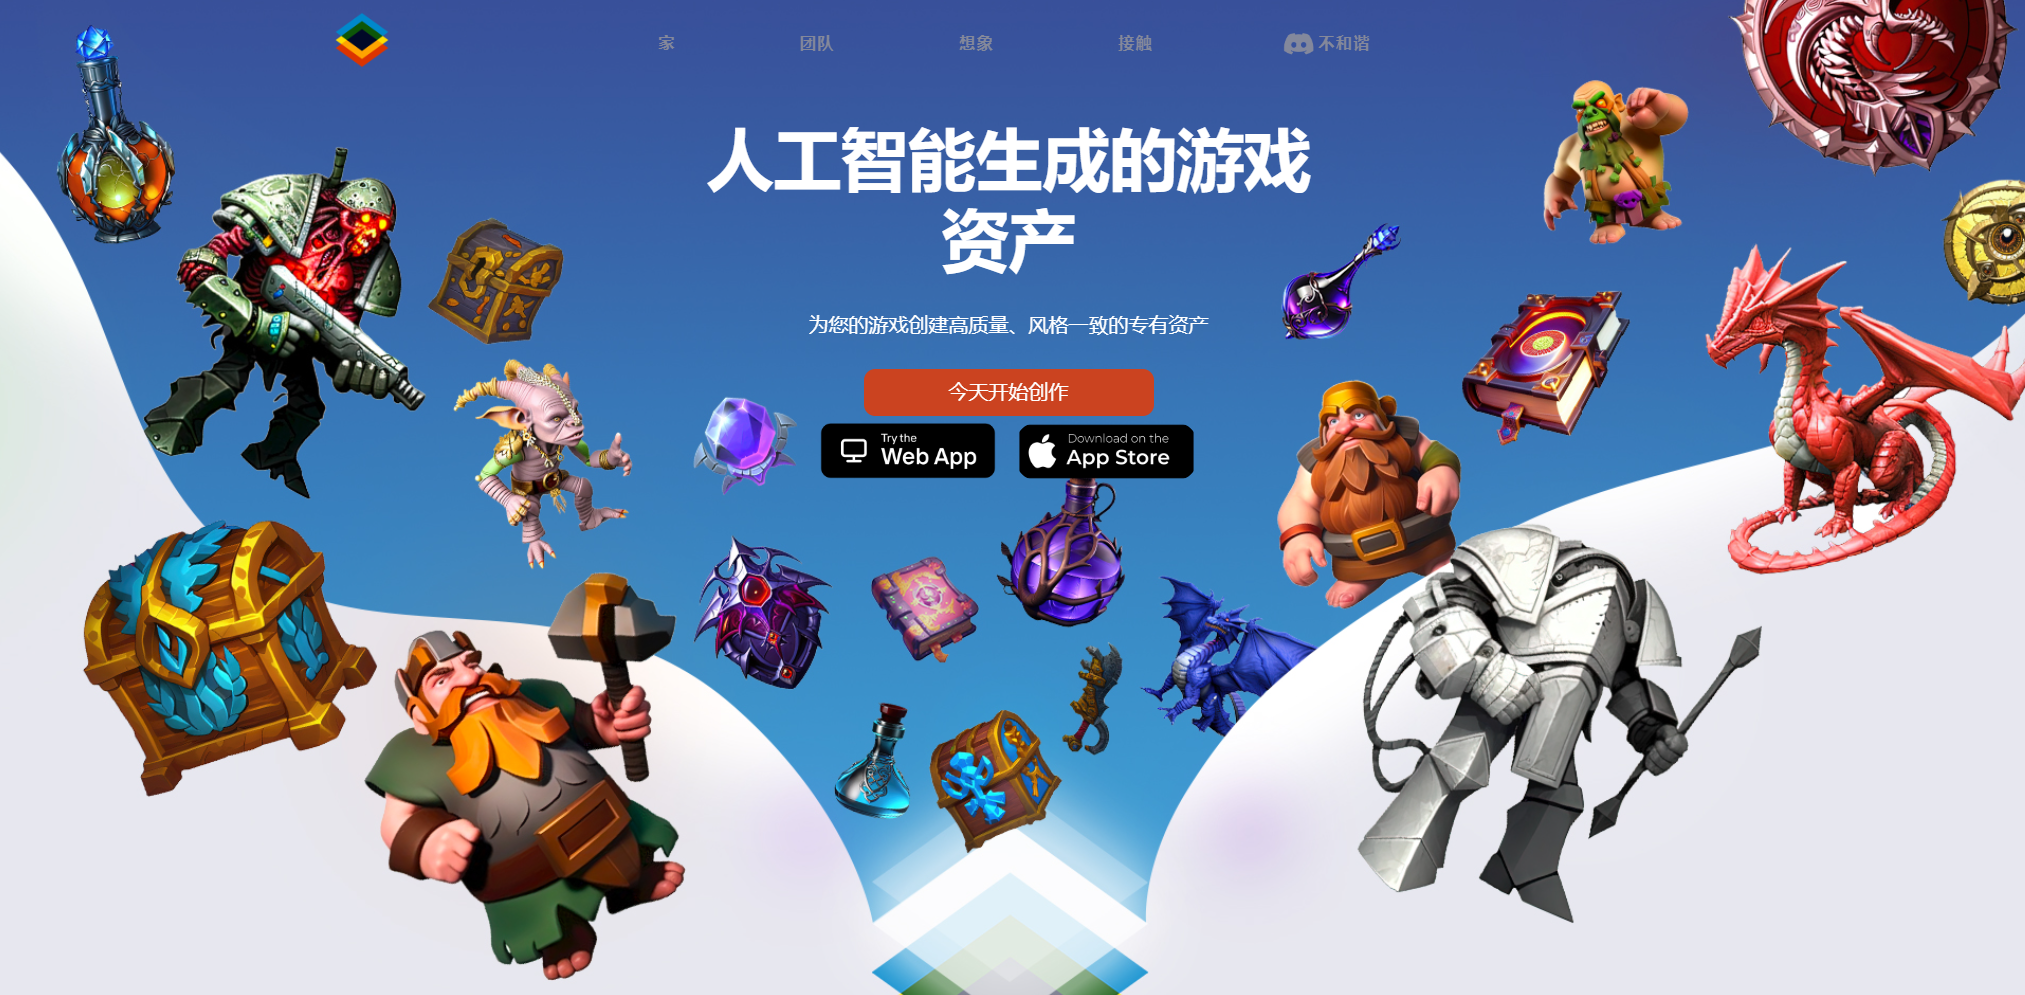 家
团队
想象
接触
不和谐
人工智能生成的游戏
资产
为您的游戏创建高质量、风格一致的专有资产
今天开始创作
Try the
Web App
Download on the
App Store